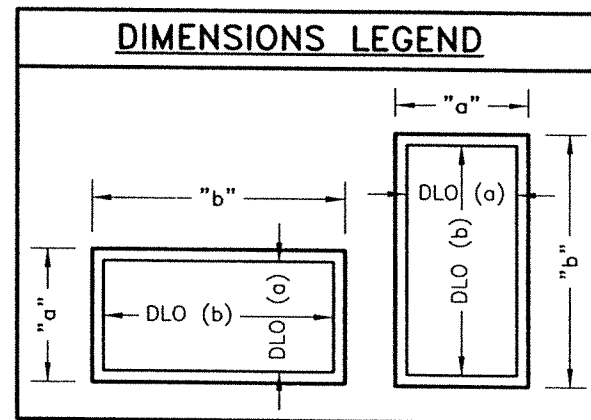 DIMENSIONS LEGEND
"a"
"b"
DLO (a)
DLO (b)
"b"
"a"
DLO (b)
DLO (a)